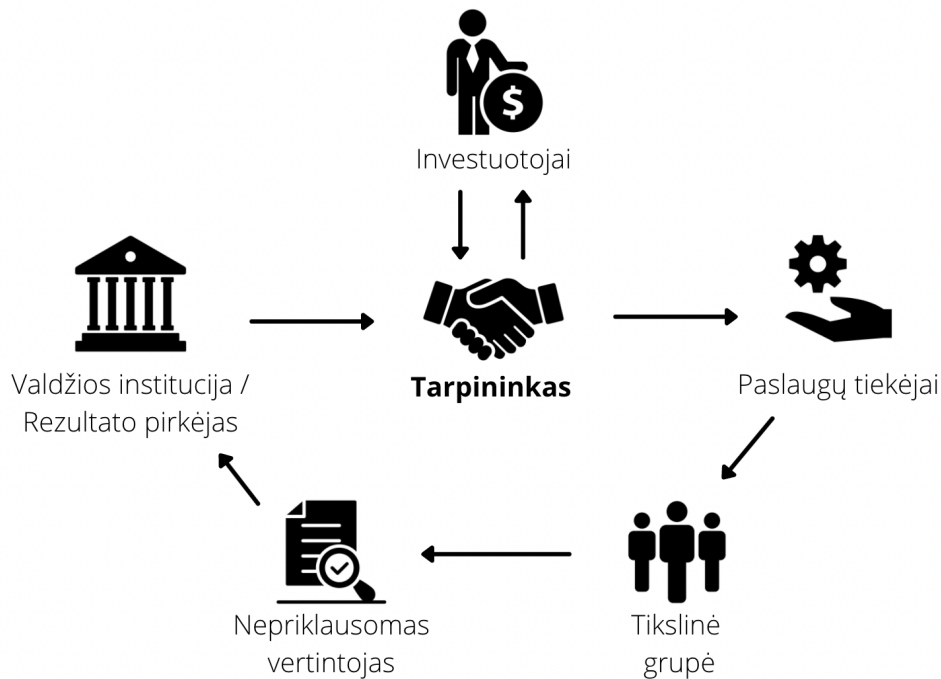 $
Investuotojai
Valdžios institucija /
Rezultato pirkėjas
Tarpininkas
Paslaugų tiekėjai
Nepriklausomas
vertintojas
Tikslinė
grupė